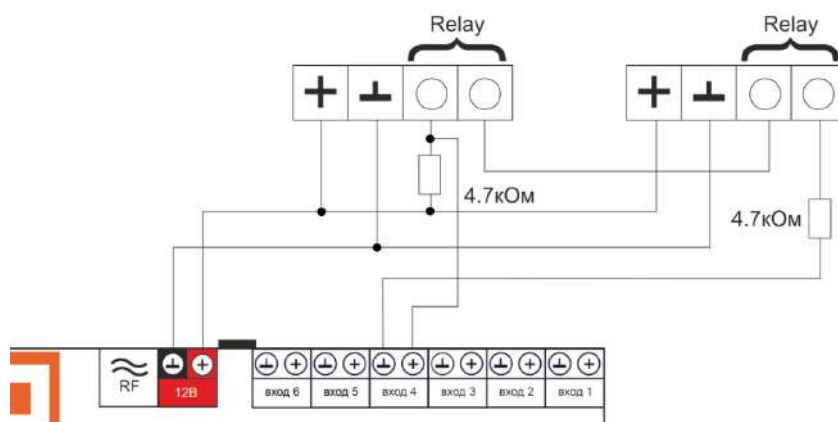 Relay
Relay
4.7кОм
4.7кОм
RF
12В
вход 6
вход 5
вход 4
вход 3
вход 2
вход 1